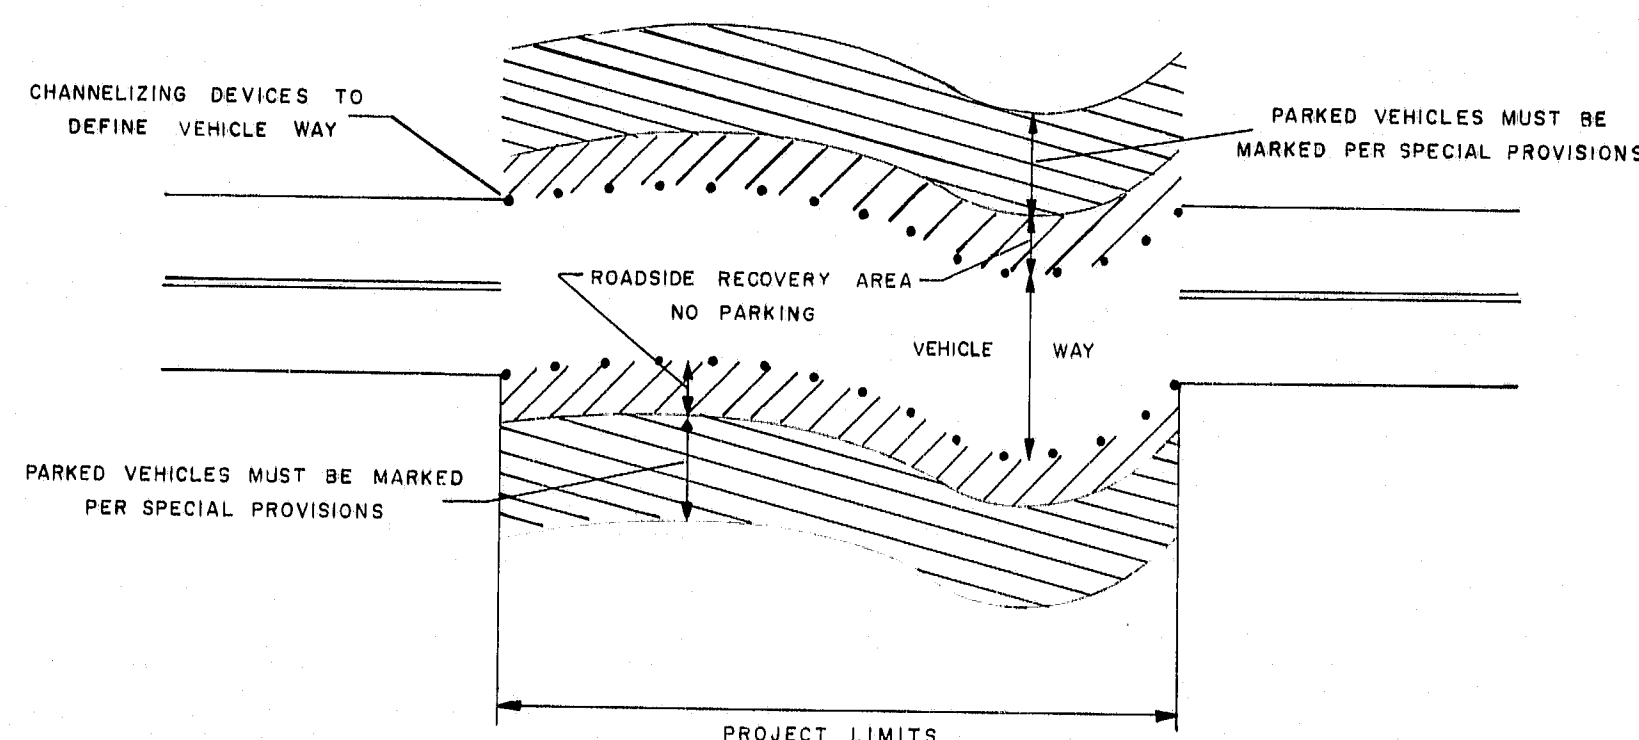 CHANNELIZING DEVICES TO
DEFINE VEHICLE WAY
PARKED VEHICLES MUST BE
MARKED PER SPECIAL PROVISIONS
ROADSIDE RECOVERY AREA
NO PARKING
VEHICLE WAY
PARKED VEHICLES MUST BE MARKED
PER SPECIAL PROVISIONS
PROJECT LIMITS